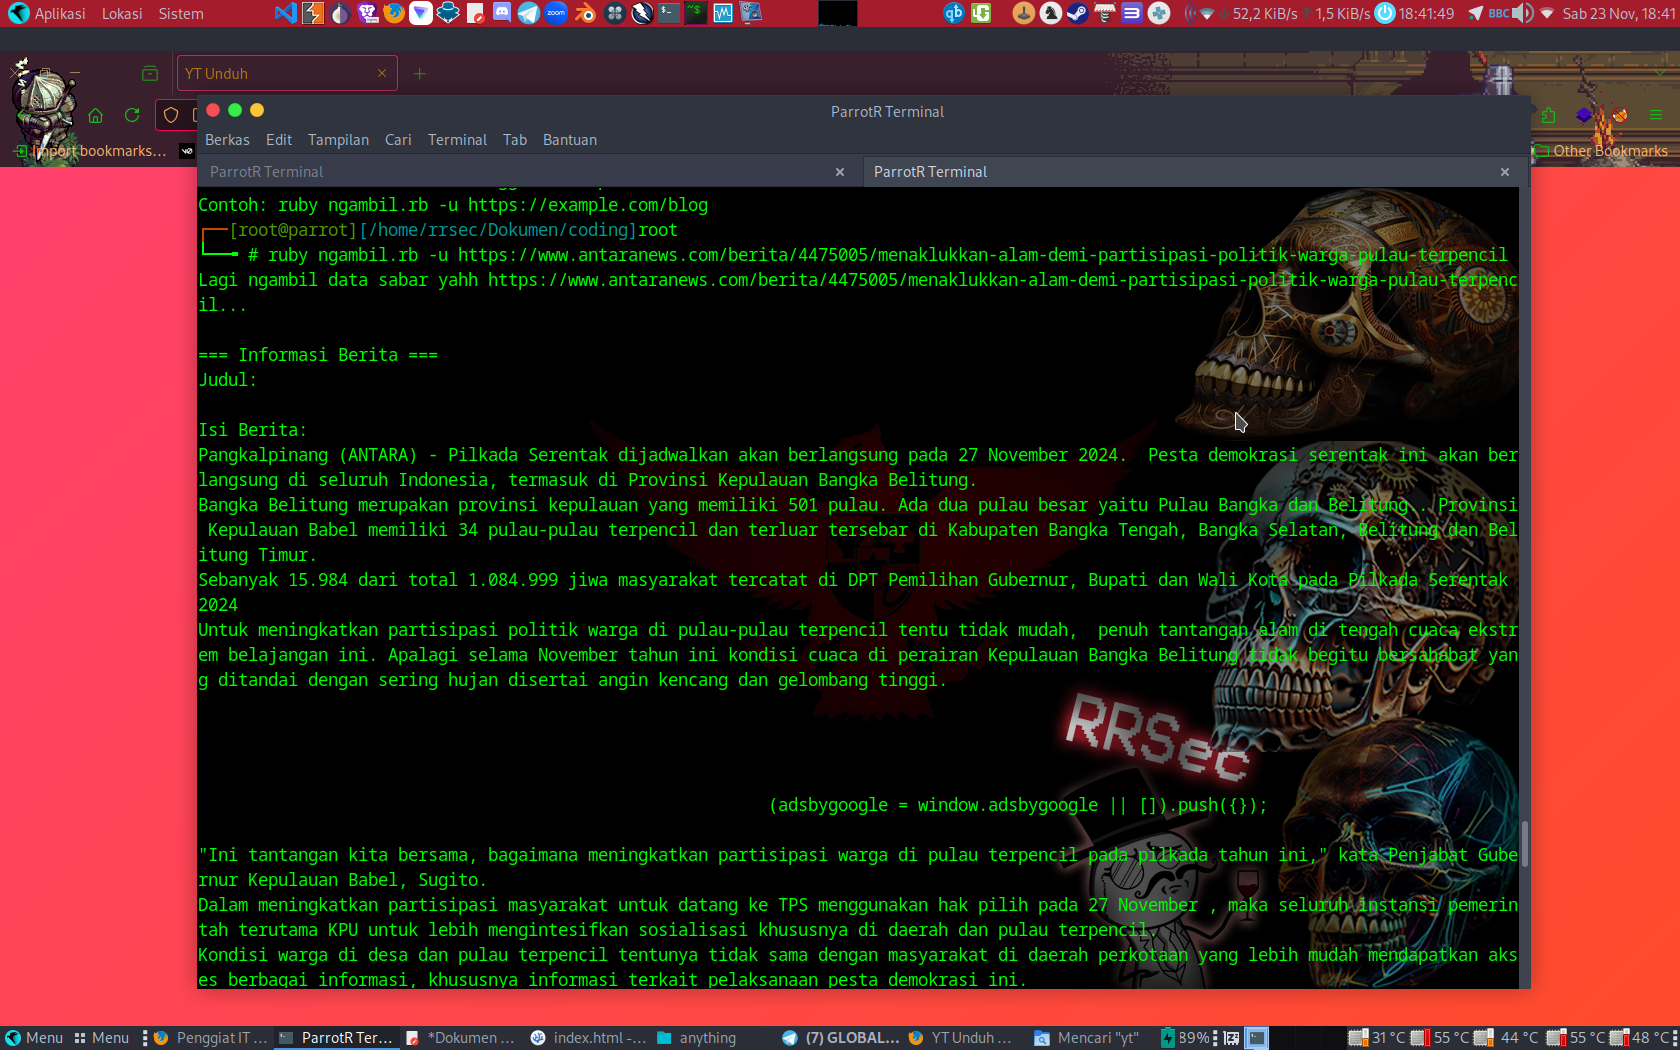 Aplikasi Lokasi Sistem 52,2 KiB/s 1,5 KiB/s 18:41:49 BBC Sab 23 Nov, 18:41
YT Unduh
ParrotR Terminal
Import bookmarks...
Other Bookmarks
Berkas Edit Tampilan Cari Terminal Tab Bantuan
ParrotR Terminal ParrotR Terminal
Contoh: ruby ngambil.rb -u https://example.com/blog
[root@parrot][/home/rrsec/Dokumen/coding]root
# ruby ngambil.rb -u https://www.antaranews.com/berita/4475005/menaklukkan-alam-demi-partisipasi-politik-warga-pulau-terpencil
Lagi ngambil data sabar yahh https://www.antaranews.com/berita/4475005/menaklukkan-alam-demi-partisipasi-politik-warga-pulau-terpenc
il...
=== Informasi Berita ===
Judul:
Isi Berita:
Pangkalpinang (ANTARA) - Pilkada Serentak dijadwalkan akan berlangsung pada 27 November 2024.  Pesta demokrasi serentak ini akan ber
langsung di seluruh Indonesia, termasuk di Provinsi Kepulauan Bangka Belitung.
Bangka Belitung merupakan provinsi kepulauan yang memiliki 501 pulau. Ada dua pulau besar yaitu Pulau Bangka dan Belitung . Provinsi
 Kepulauan Babel memiliki 34 pulau-pulau terpencil dan terluar tersebar di Kabupaten Bangka Tengah, Bangka Selatan, Belitung dan Bel
itung Timur.
Sebanyak 15.984 dari total 1.084.999 jiwa masyarakat tercatat di DPT Pemilihan Gubernur, Bupati dan Wali Kota pada Pilkada Serentak
2024
Untuk meningkatkan partisipasi politik warga di pulau-pulau terpencil tentu tidak mudah,  penuh tantangan alam di tengah cuaca ekstr
em belajangan ini. Apalagi selama November tahun ini kondisi cuaca di perairan Kepulauan Bangka Belitung tidak begitu bersahabat yan
g ditandai dengan sering hujan disertai angin kencang dan gelombang tinggi.
RRSec
(adsbygoogle = window.adsbygoogle || []).push({});
"Ini tantangan kita bersama, bagaimana meningkatkan partisipasi warga di pulau terpencil pada pilkada tahun ini," kata Penjabat Gube
rnur Kepulauan Babel, Sugito.
Dalam meningkatkan partisipasi masyarakat untuk datang ke TPS menggunakan hak pilih pada 27 November , maka seluruh instansi pemerin
tah terutama KPU untuk lebih mengintesifkan sosialisasi khususnya di daerah dan pulau terpencil.
Kondisi warga di desa dan pulau terpencil tentunya tidak sama dengan masyarakat di daerah perkotaan yang lebih mudah mendapatkan aks
es berbagai informasi, khususnya informasi terkait pelaksanaan pesta demokrasi ini.
Menu Menu Penggiat IT ... ParrotR Ter... *Dokumen ... index.html -... anything (7) GLOBAL... YT Unduh ... Mencari "yt" 89% 31 °C 55 °C 44 °C 55 °C 48 °C